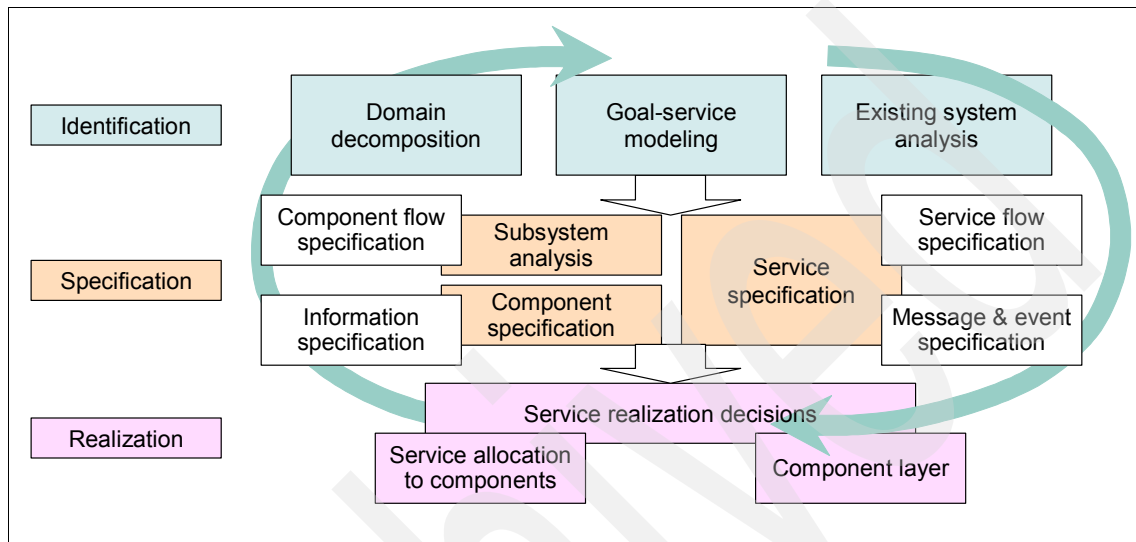 Identification
Domain
decomposition
Goal-service
modeling
Existing system
analysis
Specification
Component flow
specification
Subsystem
analysis
Information
specification
Component
specification
Service
specification
Service flow
specification
Message & event
specification
Realization
Service realization decisions
Service allocation
to components
Component layer